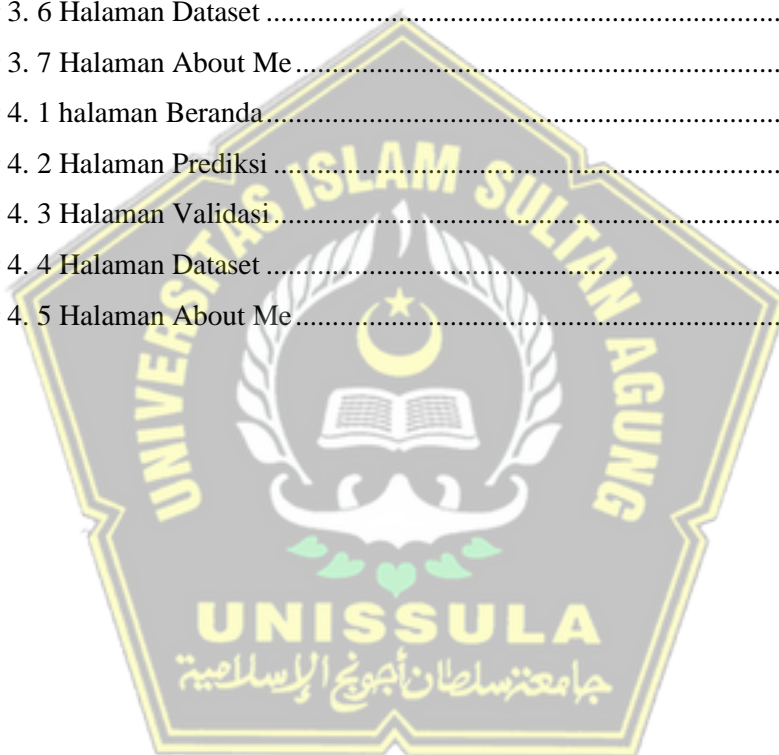 3. 6 Halaman Dataset ........................................................................
3. 7 Halaman About Me ....................................................................
4. 1 halaman Beranda ........................................................................
4. 2 Halaman Prediksi .......................................................................
4. 3 Halaman Validasi .......................................................................
4. 4 Halaman Dataset ........................................................................
4. 5 Halaman About Me ....................................................................
UNIVERSITAS ISLAM SULTAN AGUNG
UNISSULA
جامعة سلطان أجونج الإسلامية